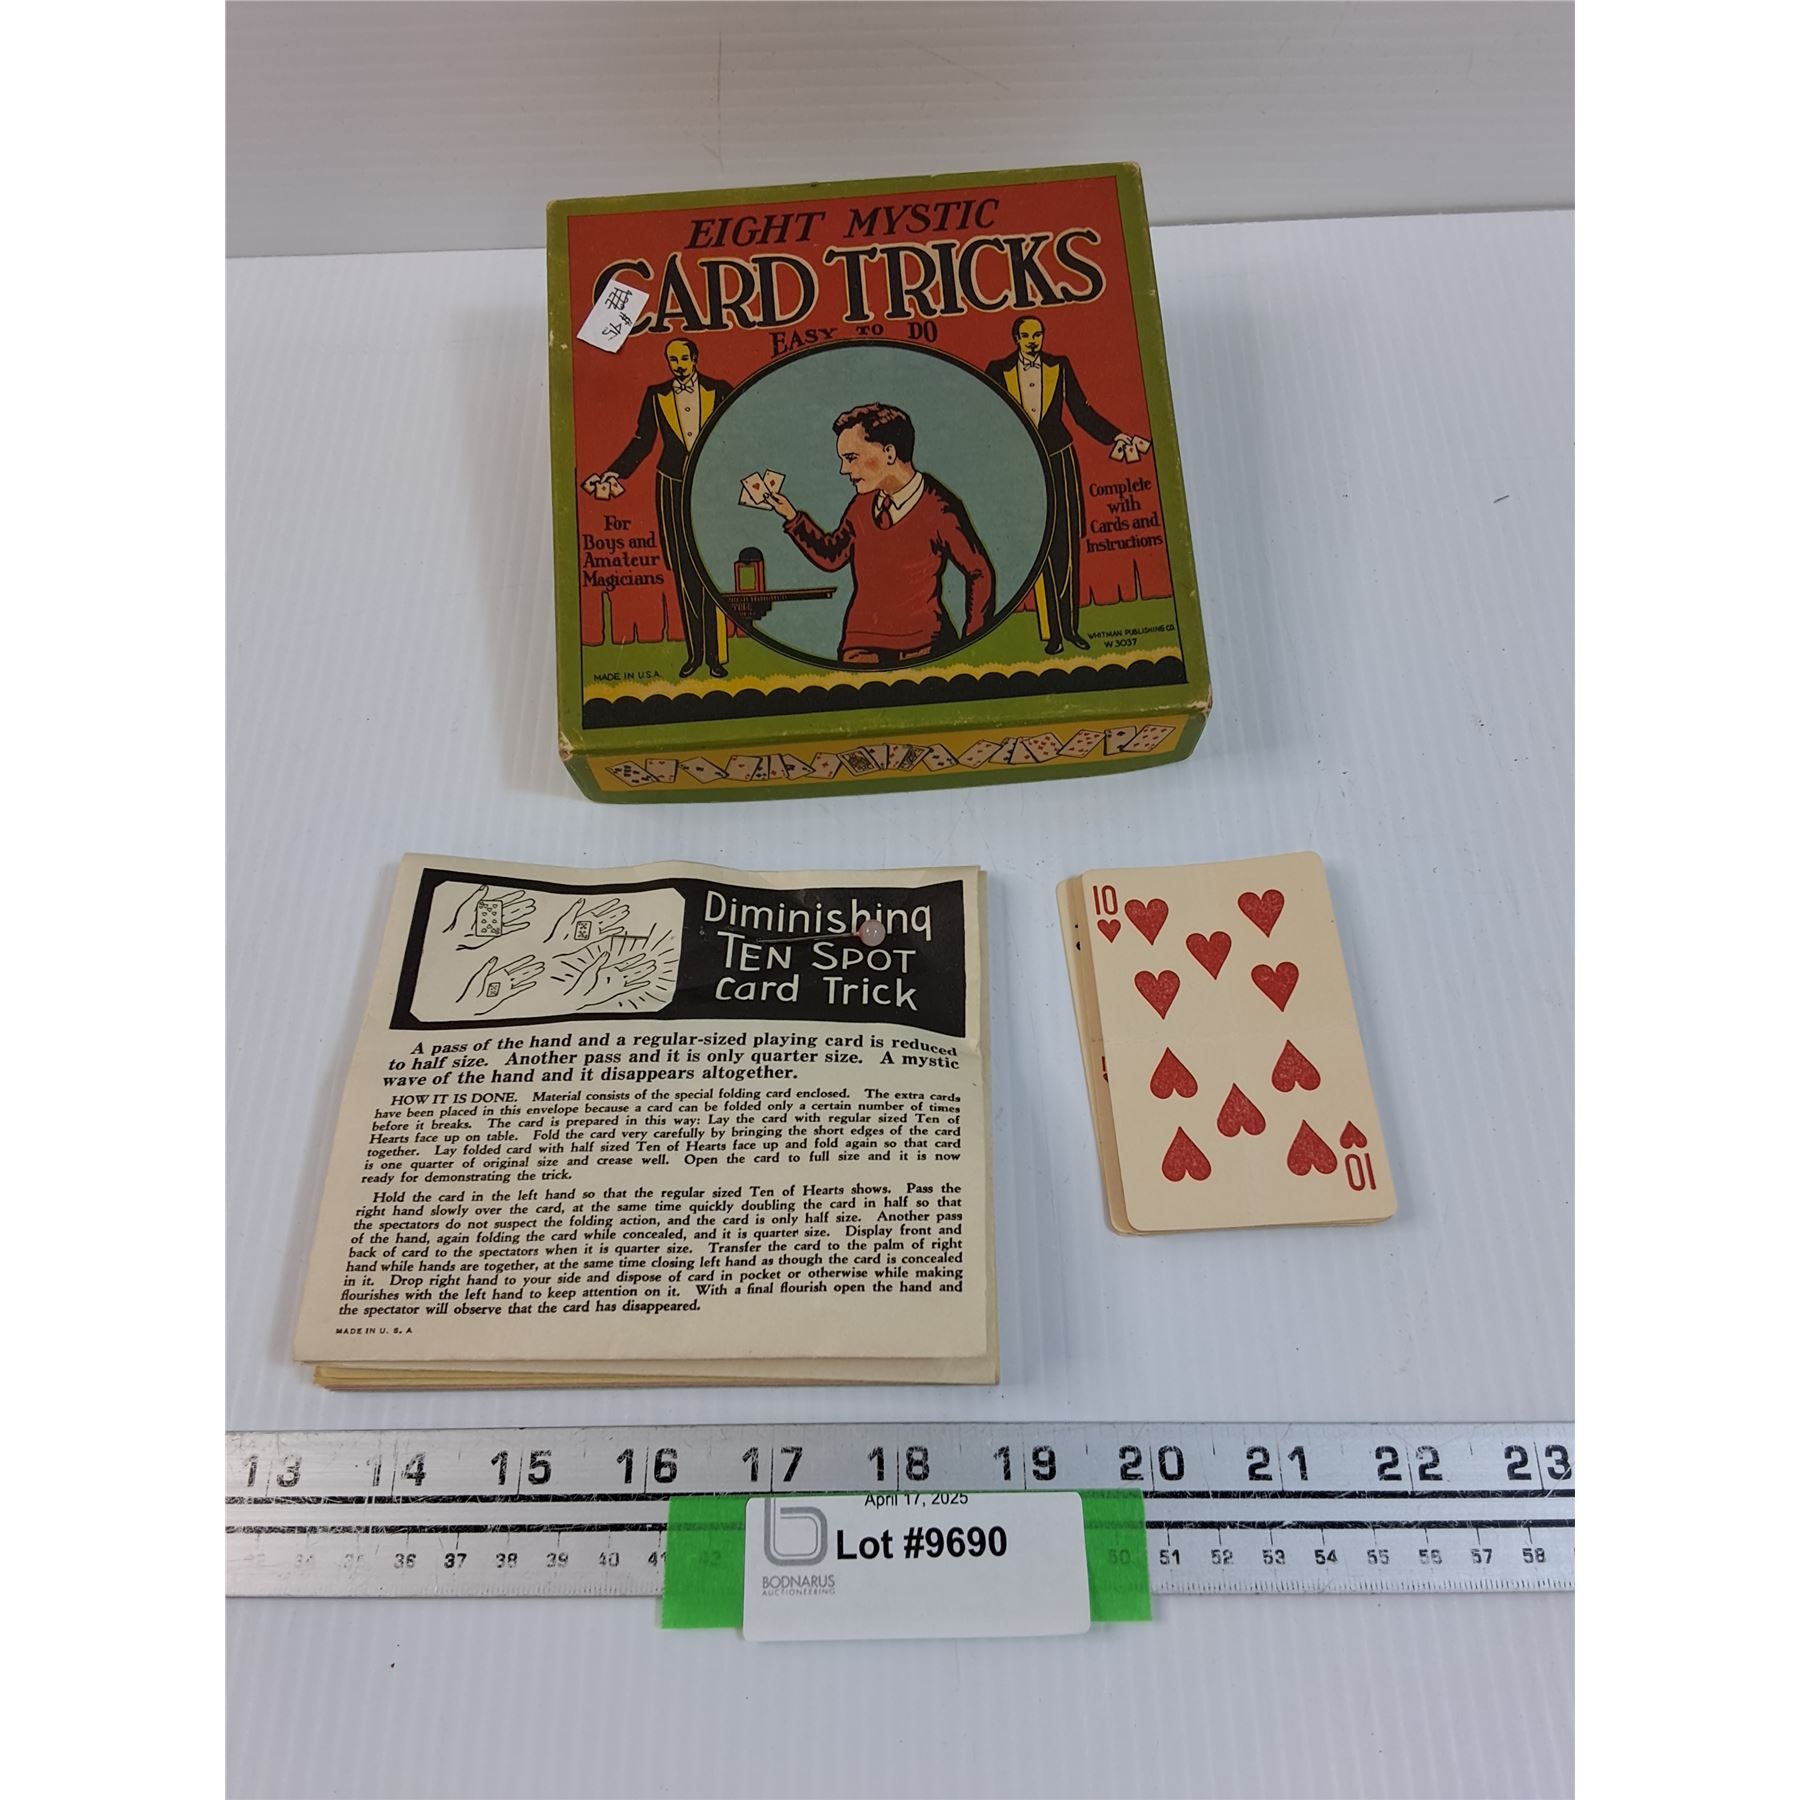 EIGHT MYSTIC
CARD TRICKS
EASY TO DO
For
Boys and
Amateur
Magicians
Complete
with
Cards and
Instructions
MADE IN U.S.A.
WHITMAN PUBLISHING CO.
W 3037
Diminishing
TEN SPOT
Card Trick
A pass of the hand and a regular-sized playing card is reduced
to half size. Another pass and it is only quarter size. A mystic
wave of the hand and it disappears altogether.
HOW IT IS DONE. Material consists of the special folding card enclosed. The extra cards
have been placed in this envelope because a card can be folded only a certain number of times
before it breaks. The card is prepared in this way: Lay the card with regular sized Ten of
Hearts face up on table. Fold the card very carefully by bringing the short edges of the card
together. Lay folded card with half sized Ten of Hearts face up and fold again so that card
is one quarter of original size and crease well. Open the card to full size and it is now
ready for demonstrating the trick.
Hold the card in the left hand so that the regular sized Ten of Hearts shows. Pass the
right hand slowly over the card, at the same time quickly doubling the card in half so that
the spectators do not suspect the folding action, and the card is only half size. Another pass
of the hand, again folding the card while concealed, and it is quarter size. Display front and
back of card to the spectators when it is quarter size. Transfer the card to the palm of right
hand while hands are together, at the same time closing left hand as though the card is concealed
in it. Drop right hand to your side and dispose of card in pocket or otherwise while making
flourishes with the left hand to keep attention on it. With a final flourish open the hand and
the spectator will observe that the card has disappeared.
MADE IN U. S. A
10
10
13 14 15 16 17 18 19 20 21 22 23
34 35 36 37 38 39 40 41 42 50 51 52 53 54 55 56 57 58
April 17, 2025
Lot #9690
BODNARUS
AUCTIONEERING